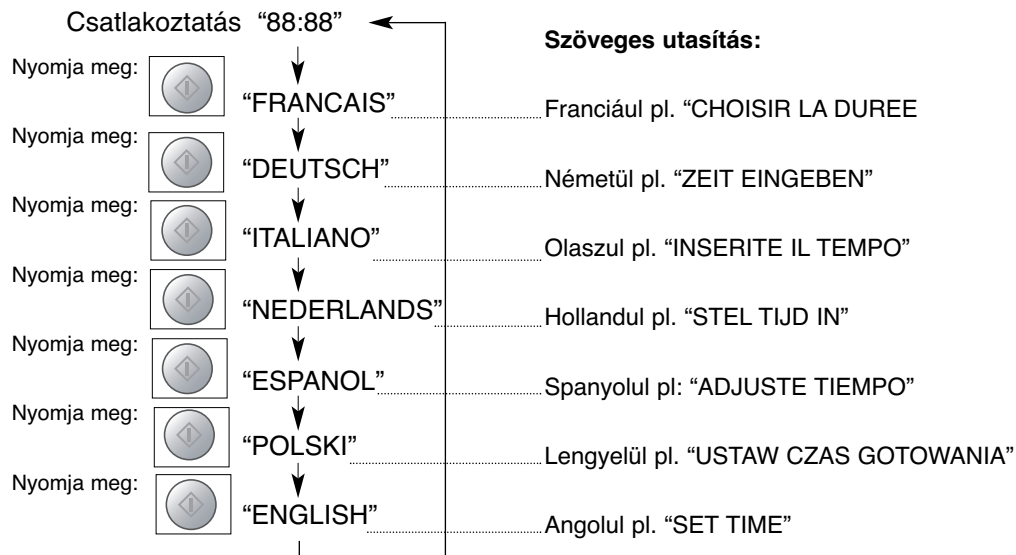 Csatlakoztatás “88:88”
Szöveges utasítás:
Nyomja meg:
“FRANCAIS” Franciául pl. “CHOISIR LA DUREE
Nyomja meg:
“DEUTSCH” Németül pl. “ZEIT EINGEBEN”
Nyomja meg:
“ITALIANO” Olaszul pl. “INSERITE IL TEMPO”
Nyomja meg:
“NEDERLANDS” Hollandul pl. “STEL TIJD IN”
Nyomja meg:
“ESPANOL” Spanyolul pl: “ADJUSTE TIEMPO”
Nyomja meg:
“POLSKI” Lengyelül pl. “USTAW CZAS GOTOWANIA”
Nyomja meg:
“ENGLISH” Angolul pl. “SET TIME”